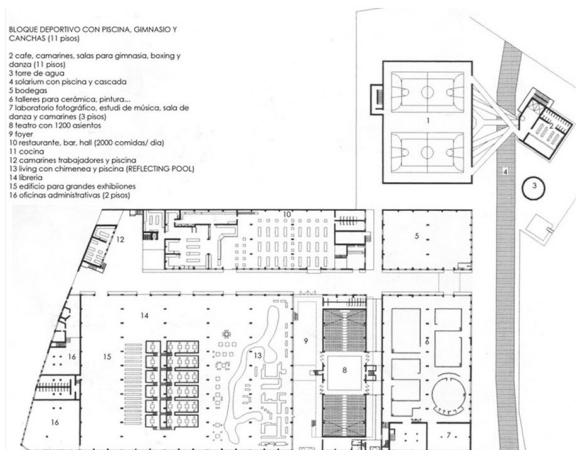 BLOQUE DEPORTIVO CON PISCINA, GIMNASIO Y
CANCHAS (11 pisos)
2 cafe, camarines, salas para gimnasia, boxing y
danza (11 pisos)
3 torre de agua
4 solarium con piscina y cascada
5 bodegas
6 talleres para cerámica, pintura...
7 laboratorio fotográfico, estudi de música, sala de
danza y camarines (3 pisos)
8 teatro con 1200 asientos
9 foyer
10 restaurante, bar, hall (2000 comidas/ dia)
11 cocina
12 camarines trabajadores y piscina
13 living con chimenea y piscina (REFLECTING POOL)
14 libreria
15 edificio para grandes exhibiiones
16 oficinas administrativas (2 pisos)
1
2
4
3
10
5
12
14
9
6
16
15
13
8
16
7